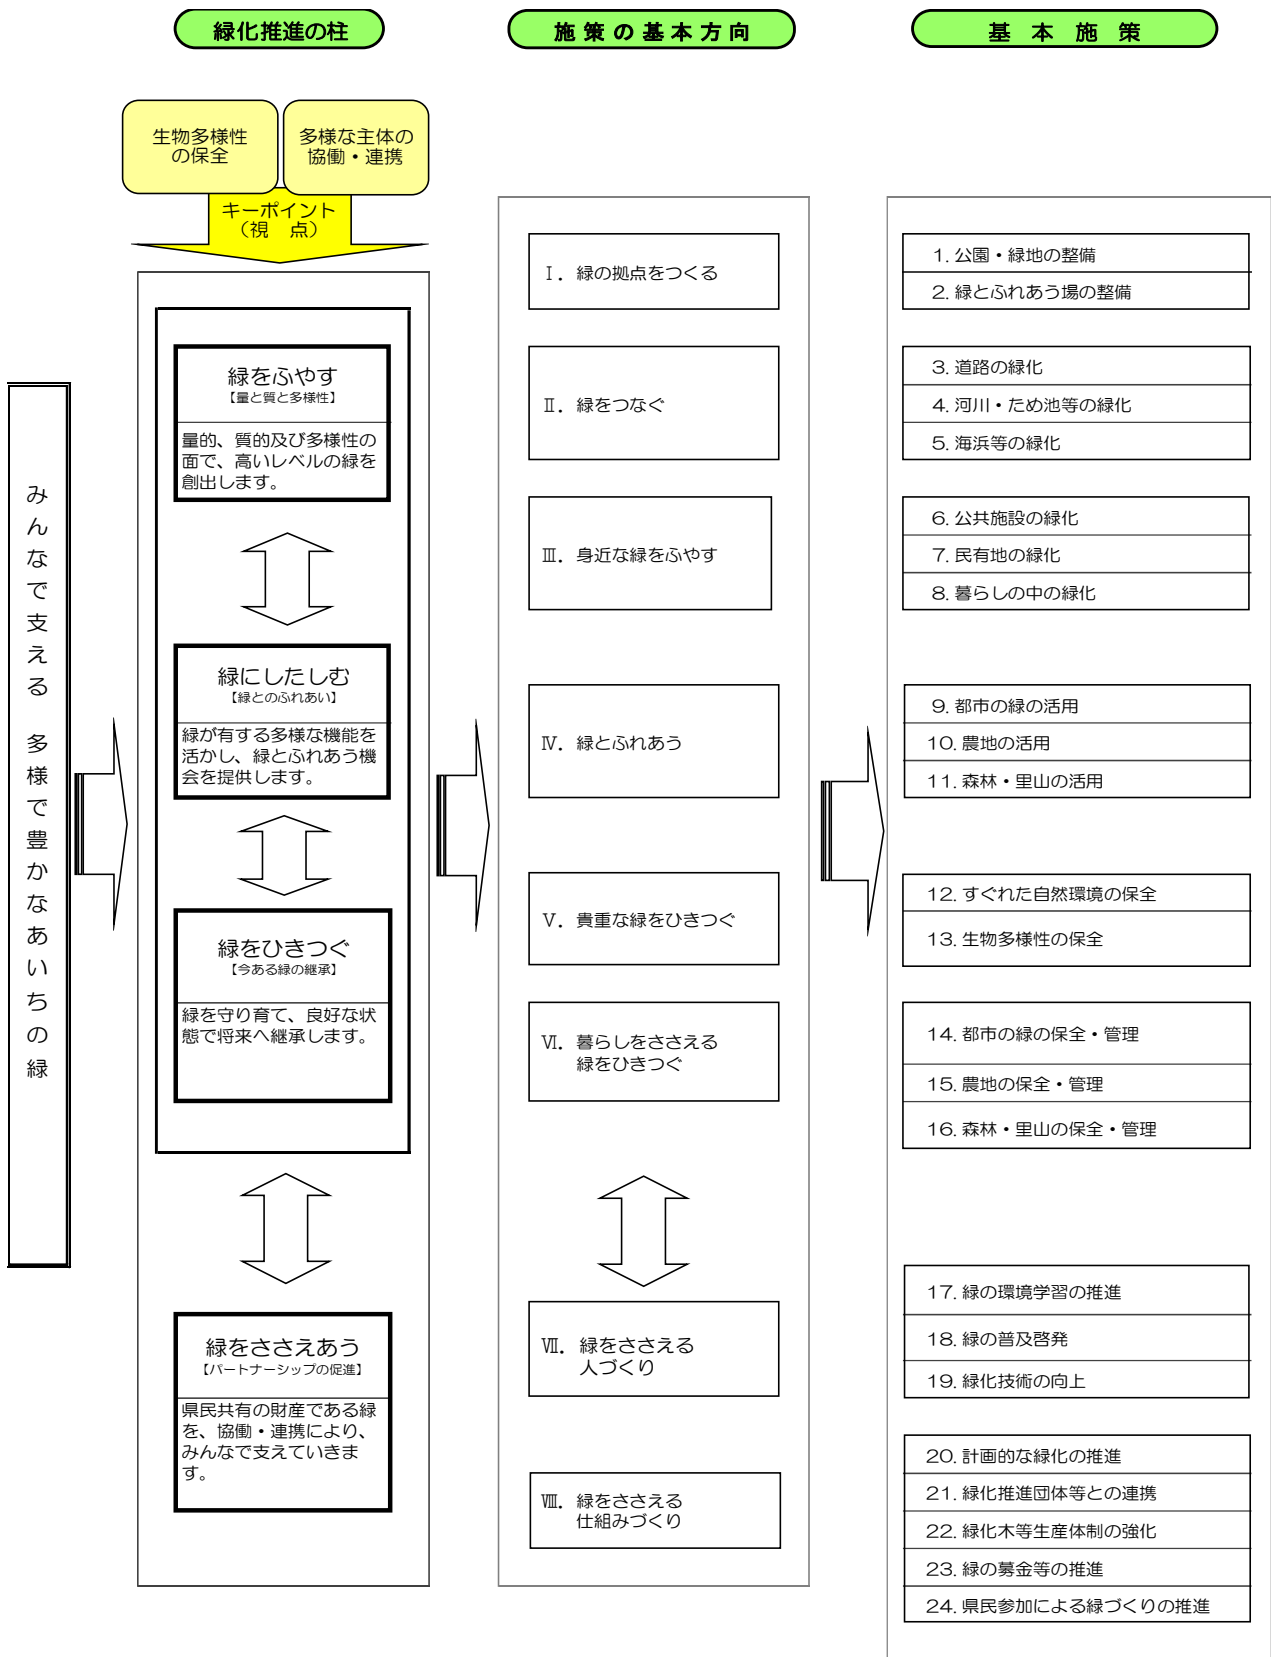 緑化推進の柱
施策の基本方向
基本施策
生物多様性
の保全
多様な主体の
協働・連携
キーポイント
(視　点)
みんなで支える　多様で豊かなあいちの緑
緑をふやす
【量と質と多様性】
量的、質的及び多様性の
面で、高いレベルの緑を
創出します。
緑にしたしむ
【緑とのふれあい】
緑が有する多様な機能を
活かし、緑とふれあう機
会を提供します。
緑をひきつぐ
【今ある緑の継承】
緑を守り育て、良好な状
態で将来へ継承します。
緑をささえあう
【パートナーシップの促進】
県民共有の財産である緑
を、協働・連携により、
みんなで支えていきま
す。
Ⅰ．緑の拠点をつくる
Ⅱ．緑をつなぐ
Ⅲ．身近な緑をふやす
Ⅳ．緑とふれあう
Ⅴ．貴重な緑をひきつぐ
Ⅵ．暮らしをささえる
緑をひきつぐ
Ⅶ．緑をささえる
人づくり
Ⅷ．緑をささえる
仕組みづくり
1. 公園・緑地の整備
2. 緑とふれあう場の整備
3. 道路の緑化
4. 河川・ため池等の緑化
5. 海浜等の緑化
6. 公共施設の緑化
7. 民有地の緑化
8. 暮らしの中の緑化
9. 都市の緑の活用
10. 農地の活用
11. 森林・里山の活用
12. すぐれた自然環境の保全
13. 生物多様性の保全
14. 都市の緑の保全・管理
15. 農地の保全・管理
16. 森林・里山の保全・管理
17. 緑の環境学習の推進
18. 緑の普及啓発
19. 緑化技術の向上
20. 計画的な緑化の推進
21. 緑化推進団体等との連携
22. 緑化木等生産体制の強化
23. 緑の募金等の推進
24. 県民参加による緑づくりの推進